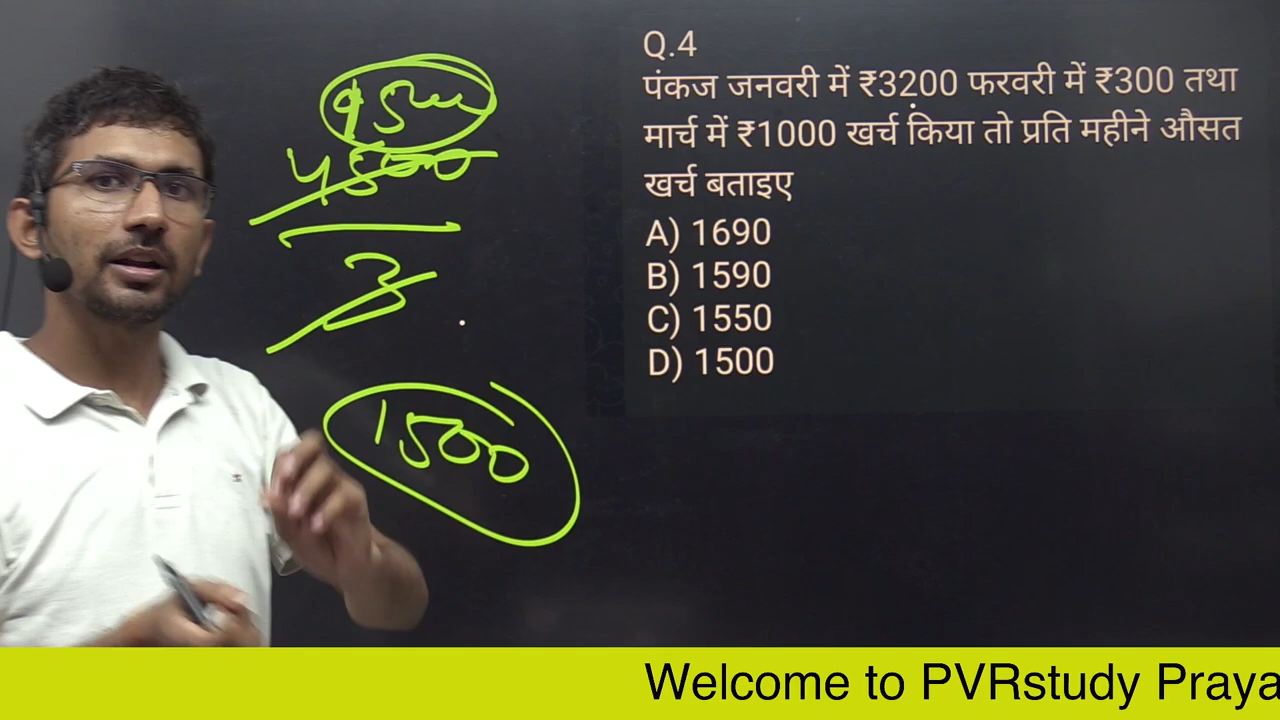 Q.4
पंकज जनवरी में ₹3200 फरवरी में ₹300 तथा
मार्च में ₹1000 खर्च किया तो प्रति महीने औसत
खर्च बताइए
A) 1690
B) 1590
C) 1550
D) 1500
4500
3
1500
Welcome to PVRstudy Praya